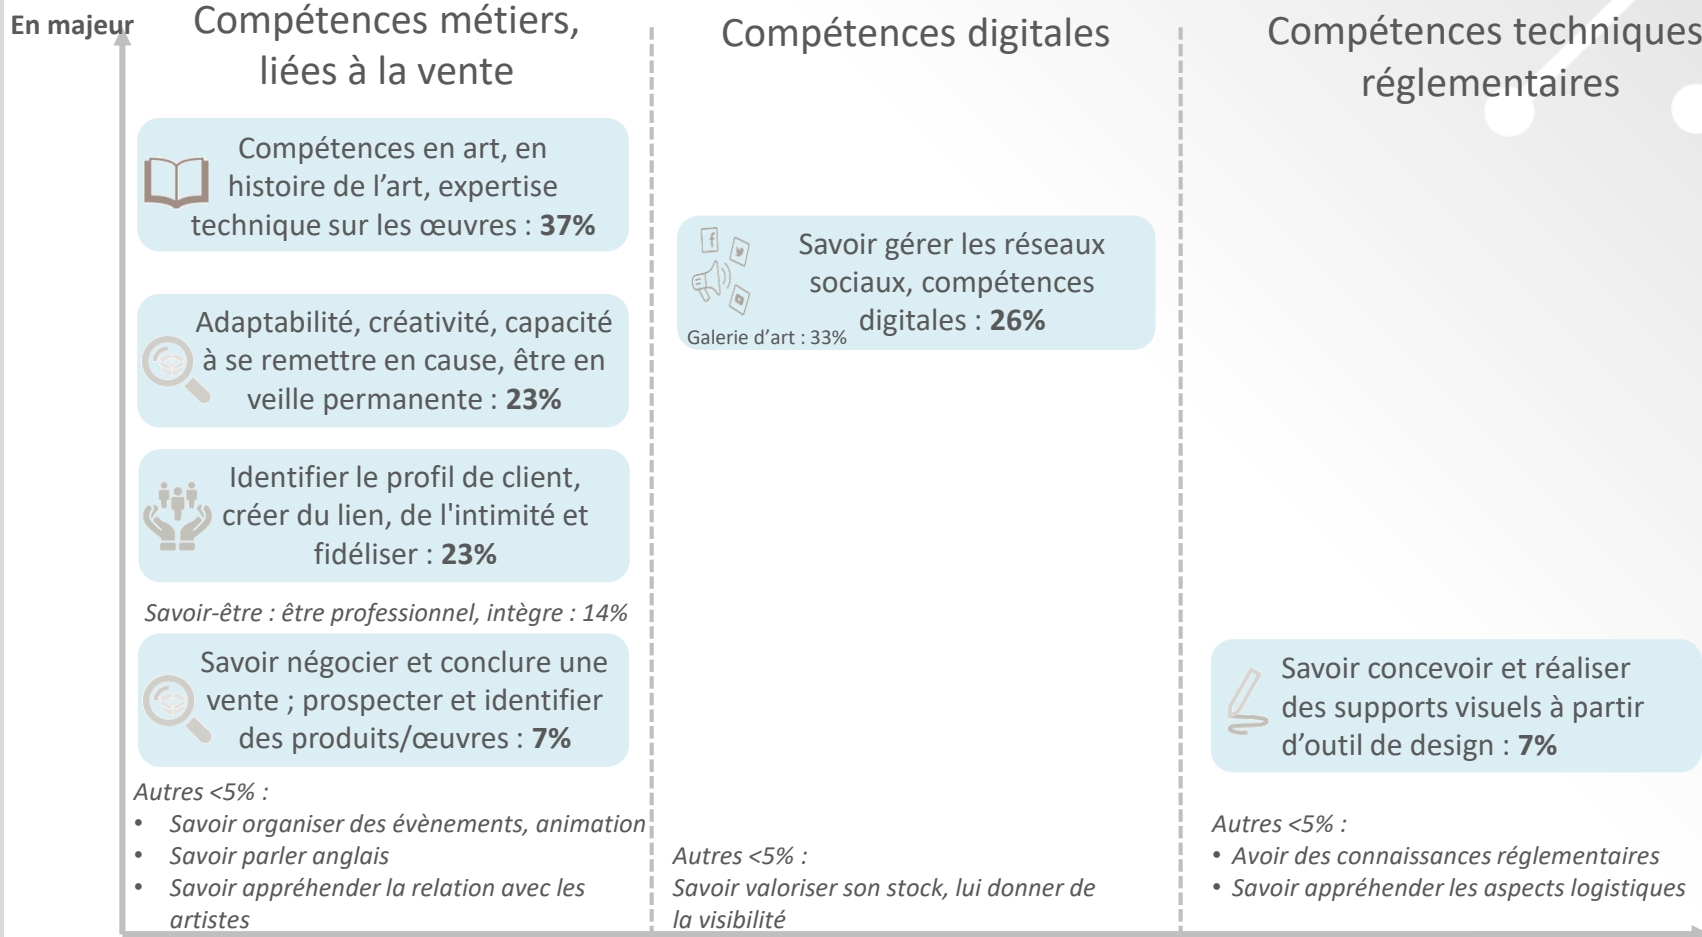 En majeur
Compétences métiers,
liées à la vente
Compétences en art, en
histoire de l’art, expertise
technique sur les œuvres : 37%
Adaptabilité, créativité, capacité
à se remettre en cause, être en
veille permanente : 23%
Identifier le profil de client,
créer du lien, de l'intimité et
fidéliser : 23%
Savoir-être : être professionnel, intègre : 14%
Savoir négocier et conclure une
vente ; prospecter et identifier
des produits/œuvres : 7%
Autres <5% :
• Savoir organiser des évènements, animation
• Savoir parler anglais
• Savoir appréhender la relation avec les
artistes
Compétences digitales
Savoir gérer les réseaux
sociaux, compétences
digitales : 26%
Galerie d’art : 33%
Autres <5% :
Savoir valoriser son stock, lui donner de
la visibilité
Compétences techniques
réglementaires
Savoir concevoir et réaliser
des supports visuels à partir
d’outil de design : 7%
Autres <5% :
• Avoir des connaissances réglementaires
• Savoir appréhender les aspects logistiques